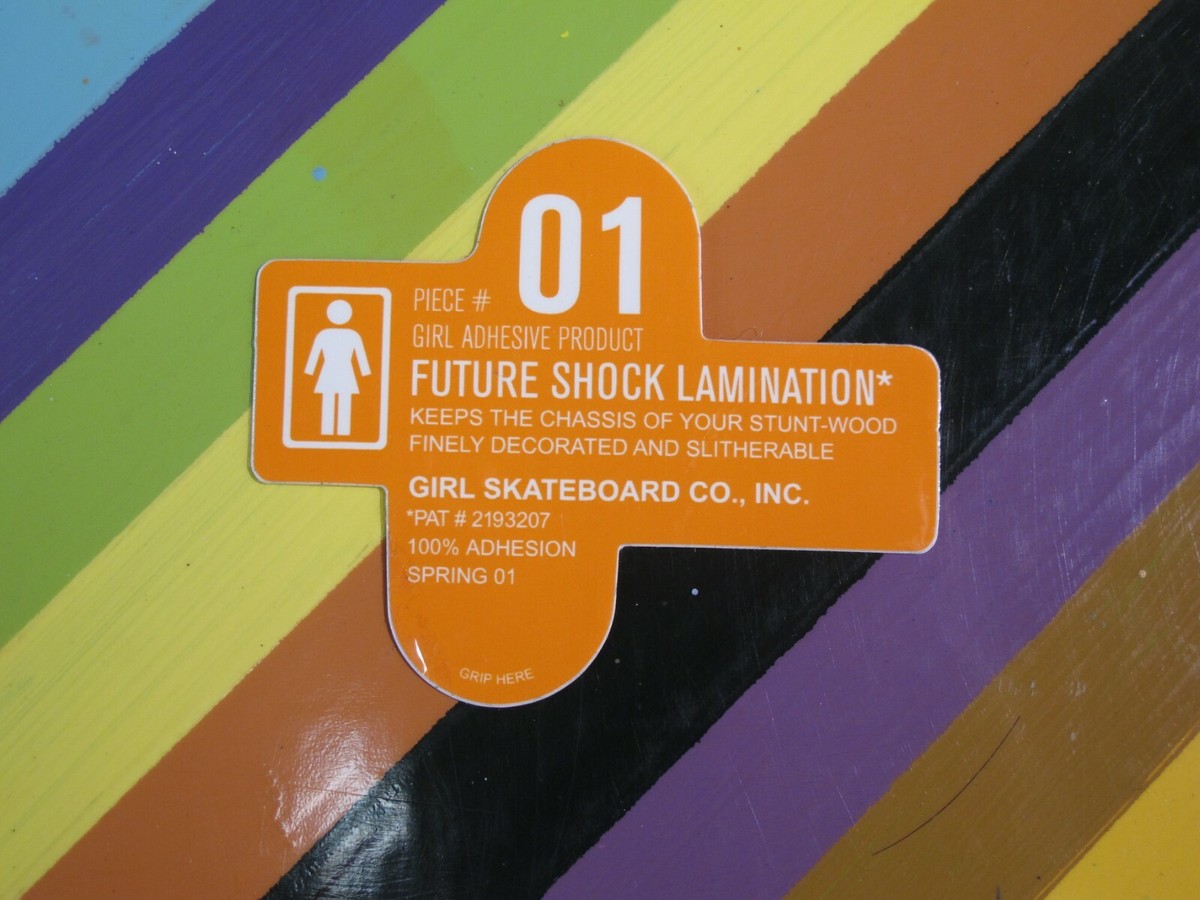 01
PIECE #
GIRL ADHESIVE PRODUCT
FUTURE SHOCK LAMINATION*
KEEPS THE CHASSIS OF YOUR STUNT-WOOD
FINELY DECORATED AND SLITHERABLE
GIRL SKATEBOARD CO., INC.
*PAT # 2193207
100% ADHESION
SPRING 01
GRIP HERE